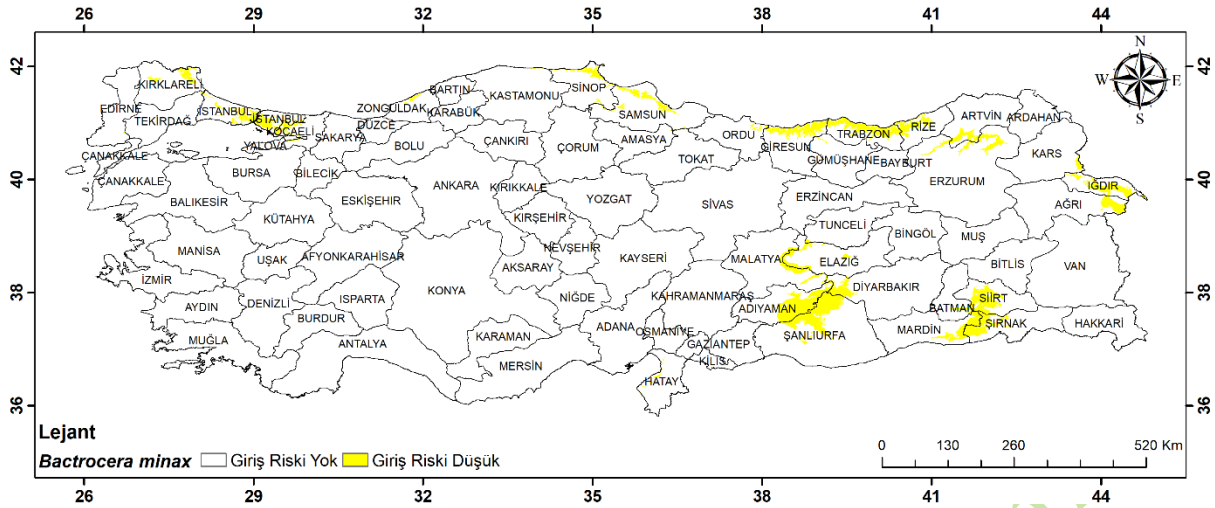 26 29 32 35 38 41 44
N
W E
S
42 42
KIRKLARELİ
EDİRNE
TEKİRDAĞ
İSTANBUL
İSTANBUL
KOCAELİ
YALOVA
SAKARYA
DÜZCE
ZONGULDAK
BARTIN
KARABÜK
KASTAMONU
SİNOP
SAMSUN
ORDU
GİRESUN
TRABZON
RİZE
ARTVİN
ARDAHAN
ÇANAKKALE
ÇANAKKALE
BURSA
BİLECİK
BOLU
ÇANKIRI
ÇORUM
AMASYA
TOKAT
GÜMÜŞHANE
BAYBURT
KARS
40 40
BALIKESİR
KÜTAHYA
ESKİŞEHİR
ANKARA
KIRIKKALE
YOZGAT
SİVAS
ERZİNCAN
ERZURUM
IĞDIR
AĞRI
MANİSA
UŞAK
AFYONKARAHİSAR
KIRŞEHİR
NEVŞEHİR
AKSARAY
KAYSERİ
MALATYA
TUNCELİ
ELAZIĞ
BİNGÖL
MUŞ
BİTLİS
VAN
İZMİR
38 38
AYDIN
DENİZLİ
ISPARTA
BURDUR
KONYA
NİĞDE
KAHRAMANMARAŞ
ADIYAMAN
DİYARBAKIR
BATMAN
SİİRT
ŞIRNAK
HAKKARİ
MUĞLA
ANTALYA
KARAMAN
MERSİN
ADANA
OSMANİYE
GAZİANTEP
KİLİS
ŞANLIURFA
MARDİN
HATAY
36 36
Lejant
Bactrocera minax Giriş Riski Yok Giriş Riski Düşük
0 130 260 520 Km
26 29 32 35 38 41 44